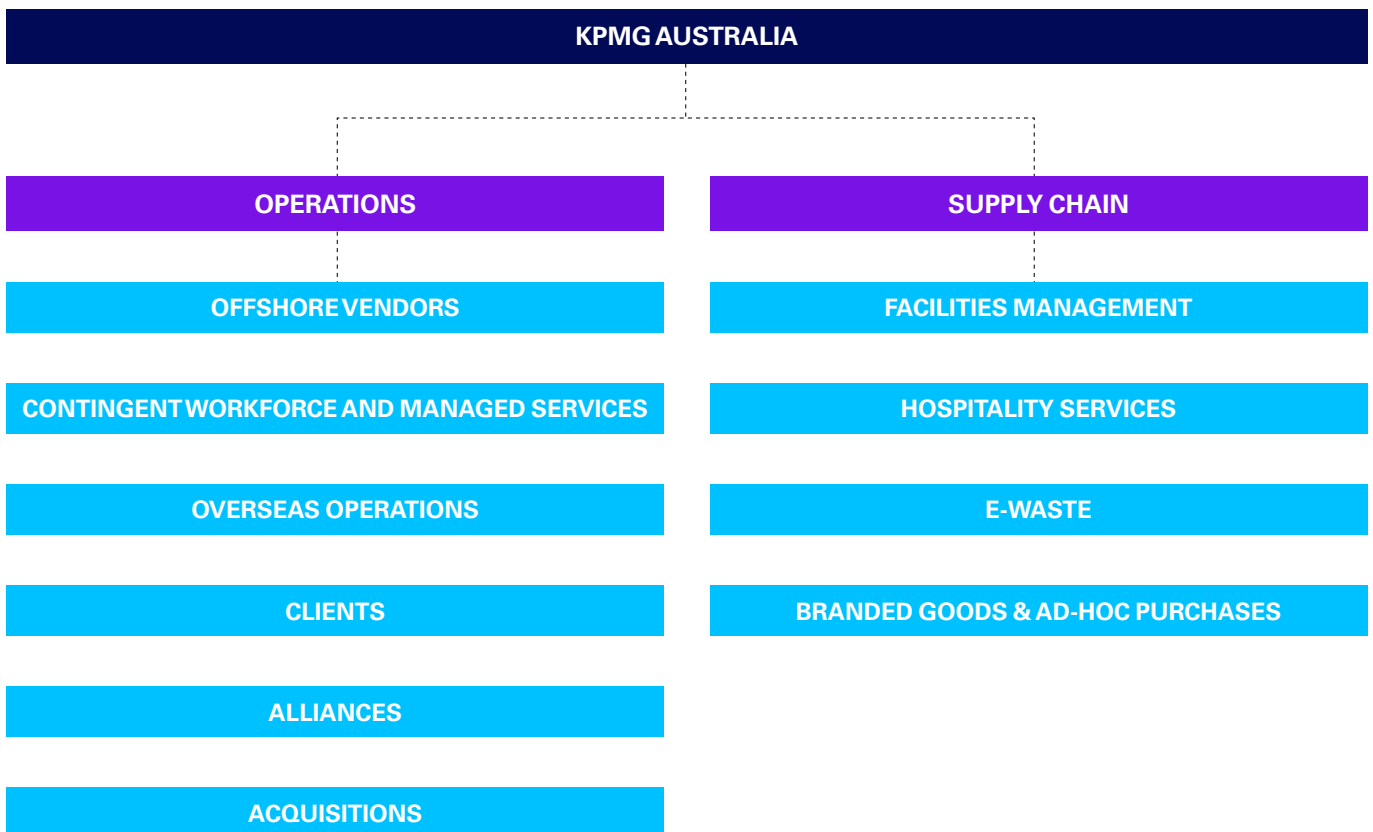 KPMG AUSTRALIA
OPERATIONS
SUPPLY CHAIN
OFFSHORE VENDORS
FACILITIES MANAGEMENT
CONTINGENT WORKFORCE AND MANAGED SERVICES
HOSPITALITY SERVICES
OVERSEAS OPERATIONS
E-WASTE
CLIENTS
BRANDED GOODS & AD-HOC PURCHASES
ALLIANCES
ACQUISITIONS